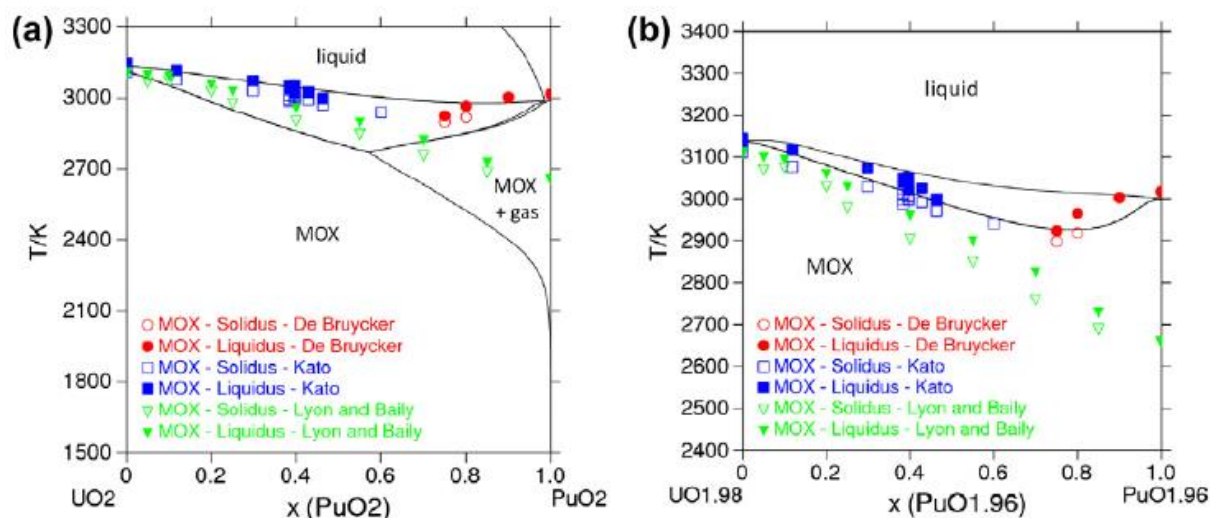 (a)
3300
3000
2700
2400
2100
1800
1500
T/K
liquid
MOX
MOX
+ gas
MOX - Solidus - De Bruycker
MOX - Liquidus - De Bruycker
MOX - Solidus - Kato
MOX - Liquidus - Kato
MOX - Solidus - Lyon and Baily
MOX - Liquidus - Lyon and Baily
0 0.2 0.4 0.6 0.8 1.0
UO2 x (PuO2) PuO2
(b)
3400
3300
3200
3100
3000
2900
2800
2700
2600
2500
2400
T/K
liquid
MOX
MOX - Solidus - De Bruycker
MOX - Liquidus - De Bruycker
MOX - Solidus - Kato
MOX - Liquidus - Kato
MOX - Solidus - Lyon and Baily
MOX - Liquidus - Lyon and Baily
0 0.2 0.4 0.6 0.8 1.0
UO1.98 x (PuO1.96) PuO1.96